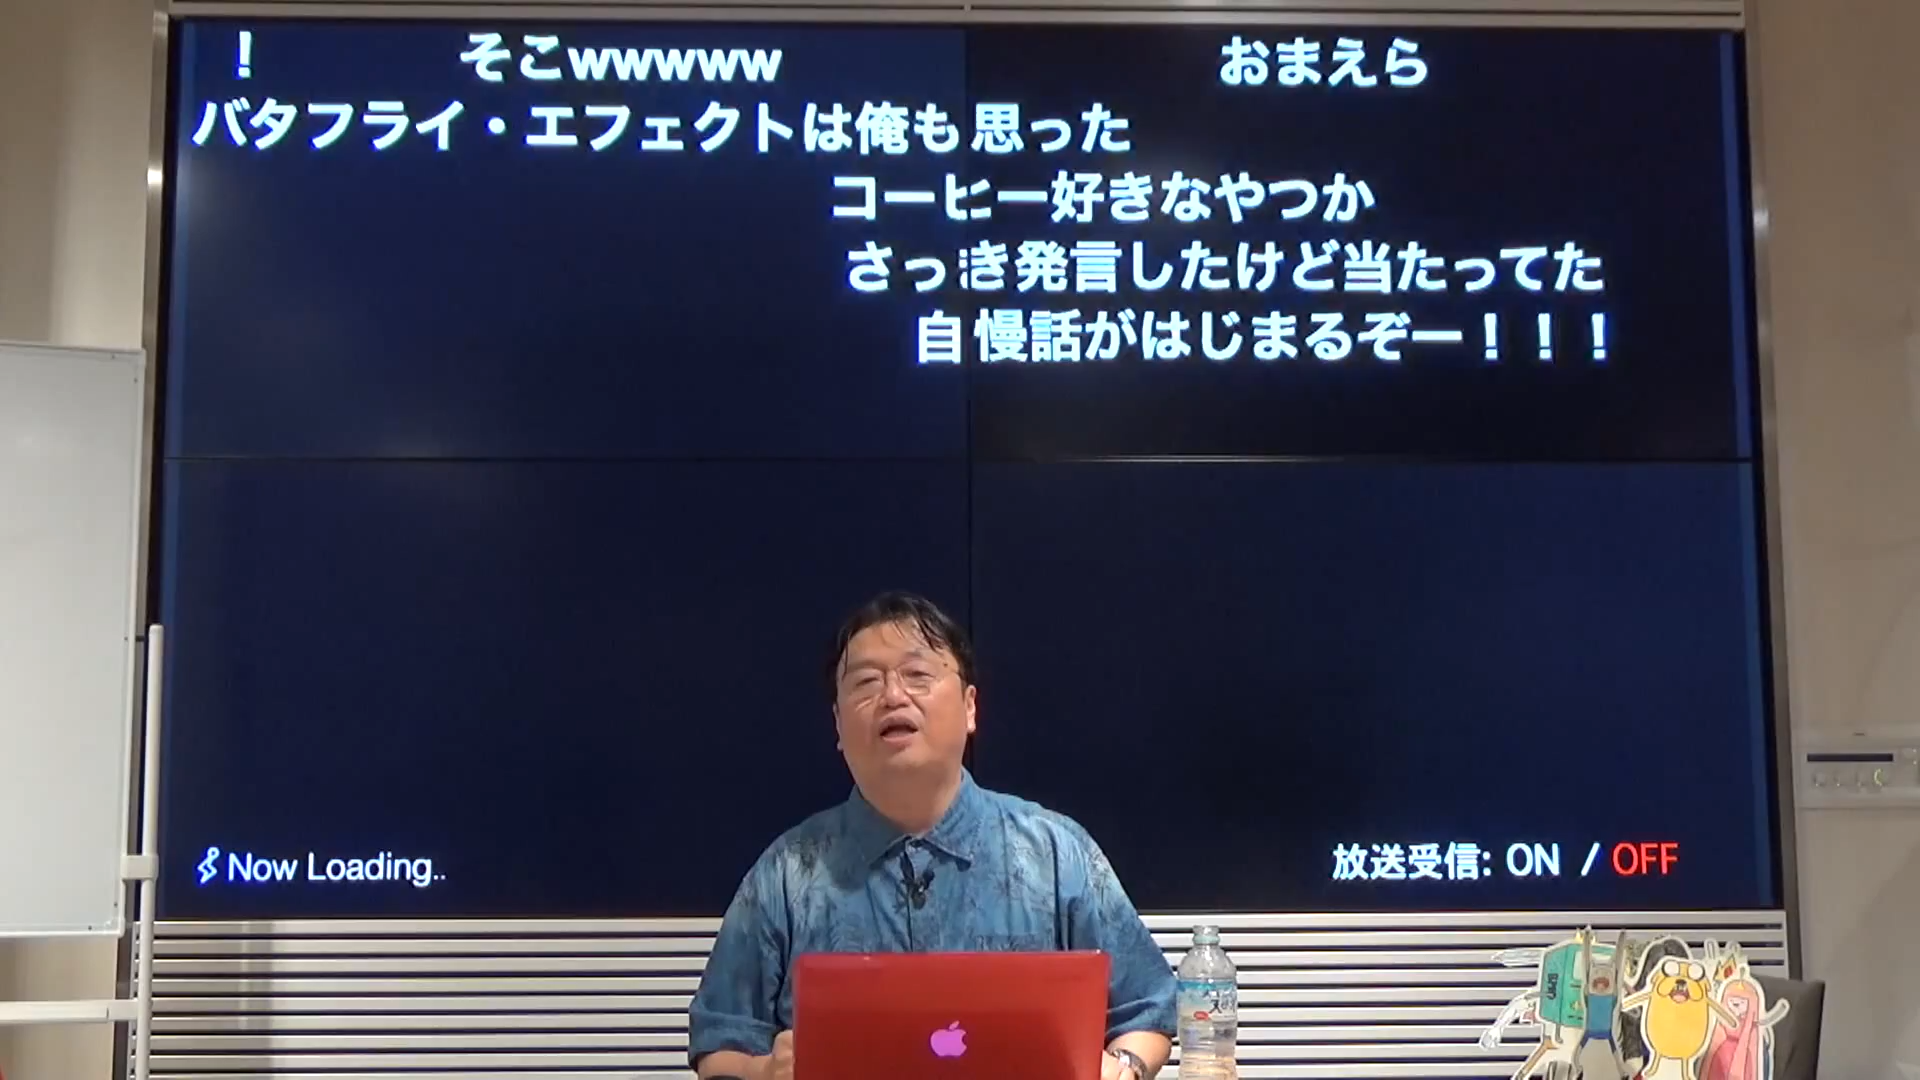 ！ そこwwwww おまえら
バタフライ・エフェクトは俺も思った
コーヒー好きなやつか
さっき発言したけど当たってた
自慢話がはじまるぞー！！！
Now Loading..
放送受信: ON / OFF